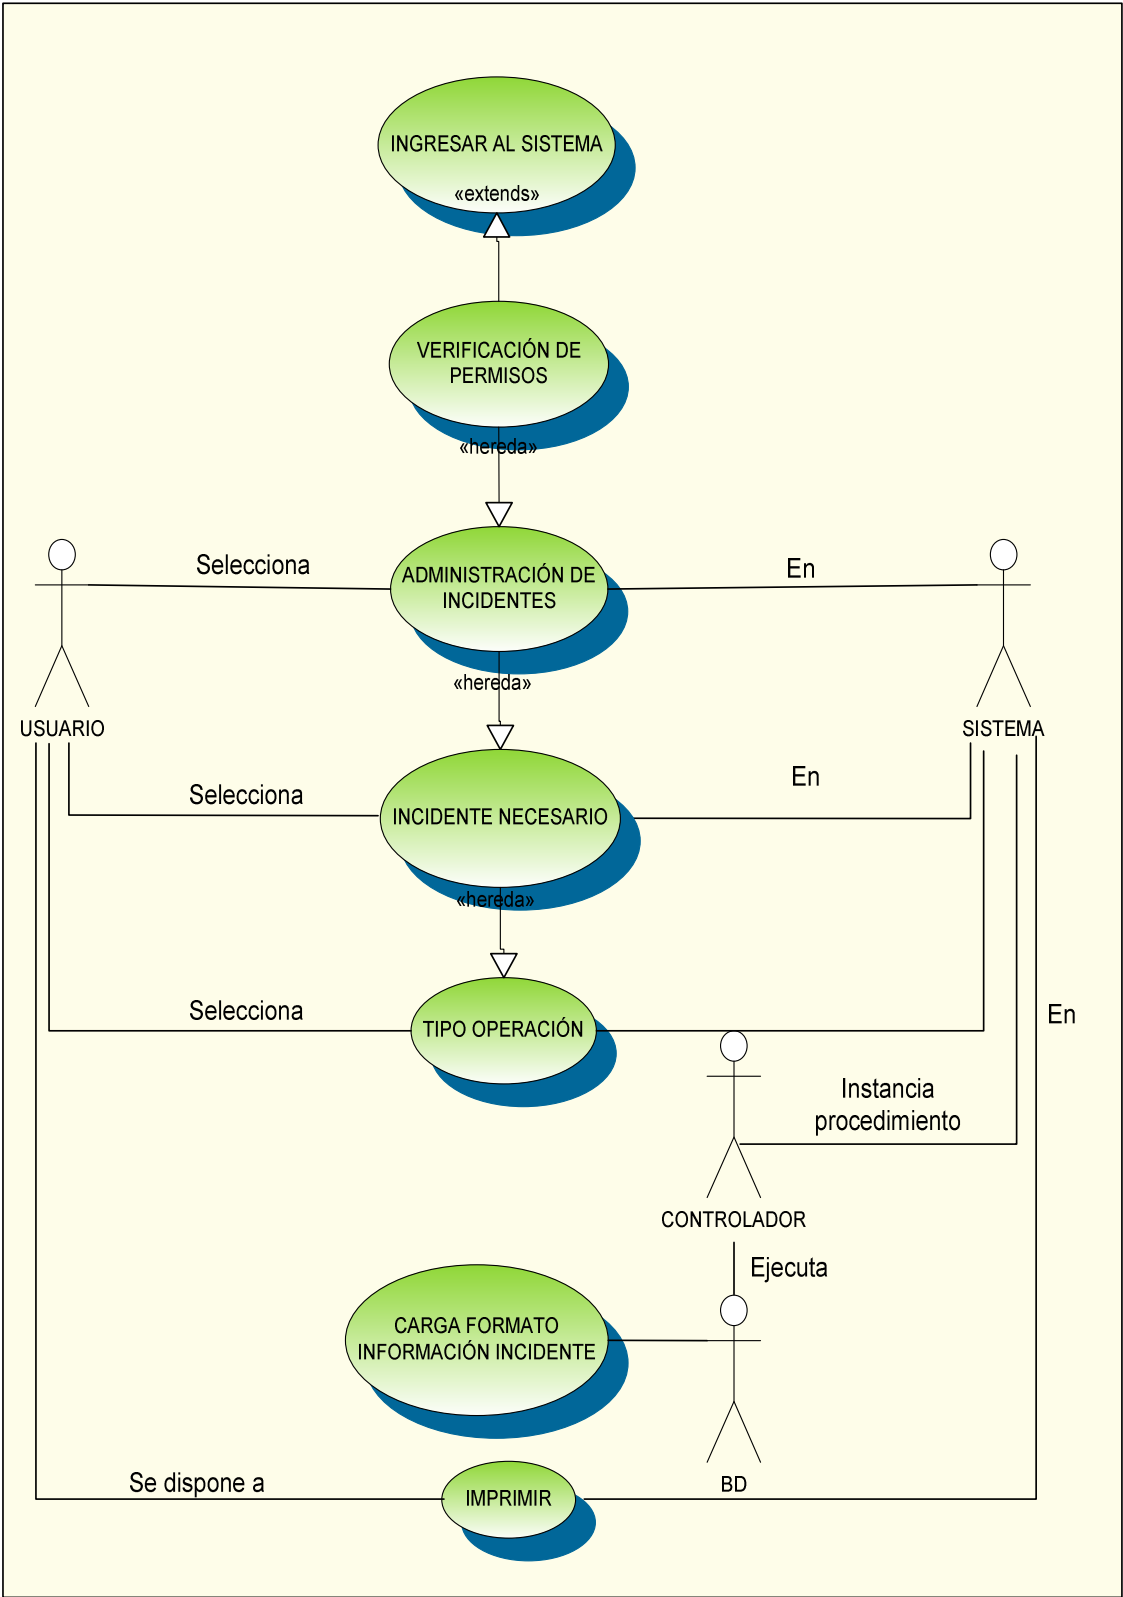 INGRESAR AL SISTEMA
«extends»
VERIFICACIÓN DE
PERMISOS
«hereda»
Selecciona
ADMINISTRACIÓN DE
INCIDENTES
En
«hereda»
USUARIO
SISTEMA
Selecciona
INCIDENTE NECESARIO
En
«hereda»
Selecciona
TIPO OPERACIÓN
En
Instancia
procedimiento
CONTROLADOR
Ejecuta
CARGA FORMATO
INFORMACIÓN INCIDENTE
Se dispone a
IMPRIMIR
BD